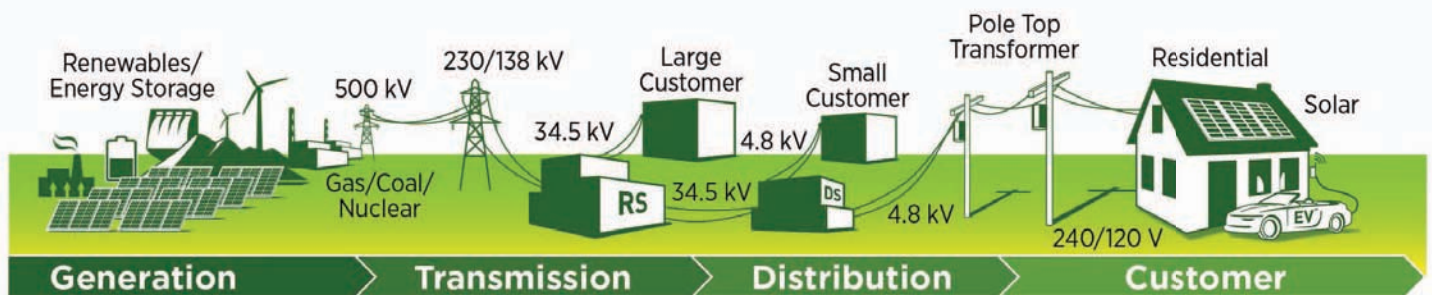 Renewables/
Energy Storage
500 kV
230/138 kV
Gas/Coal/
Nuclear
34.5 kV
Large
Customer
RS
34.5 kV
4.8 kV
Small
Customer
DS
4.8 kV
Pole Top
Transformer
240/120 V
Residential
Solar
EV
Generation
Transmission
Distribution
Customer